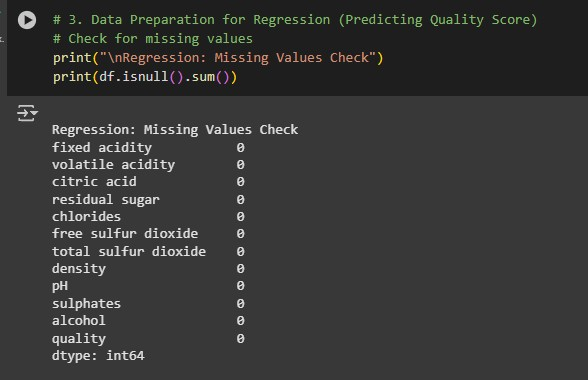 # 3. Data Preparation for Regression (Predicting Quality Score)
# Check for missing values
print("\nRegression: Missing Values Check")
print(df.isnull().sum())
Regression: Missing Values Check
fixed acidity 0
volatile acidity 0
citric acid 0
residual sugar 0
chlorides 0
free sulfur dioxide 0
total sulfur dioxide 0
density 0
pH 0
sulphates 0
alcohol 0
quality 0
dtype: int64